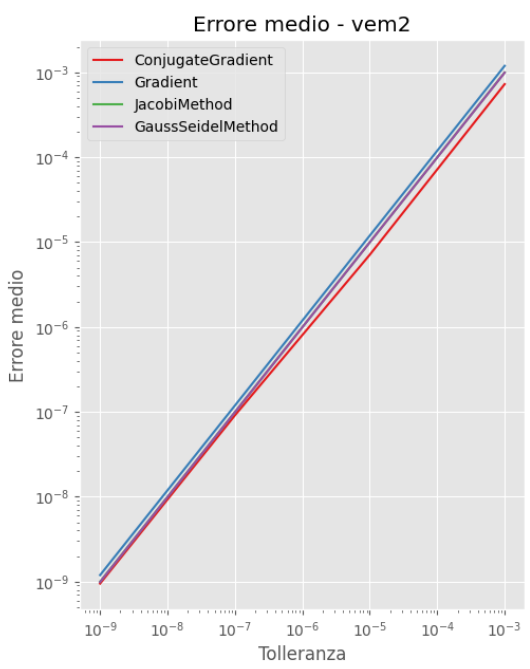 Errore medio - vem2
ConjugateGradient
Gradient
JacobiMethod
GaussSeidelMethod
Errore medio
10⁻³
10⁻⁴
10⁻⁵
10⁻⁶
10⁻⁷
10⁻⁸
10⁻⁹
10⁻⁹ 10⁻⁸ 10⁻⁷ 10⁻⁶ 10⁻⁵ 10⁻⁴ 10⁻³
Tolleranza